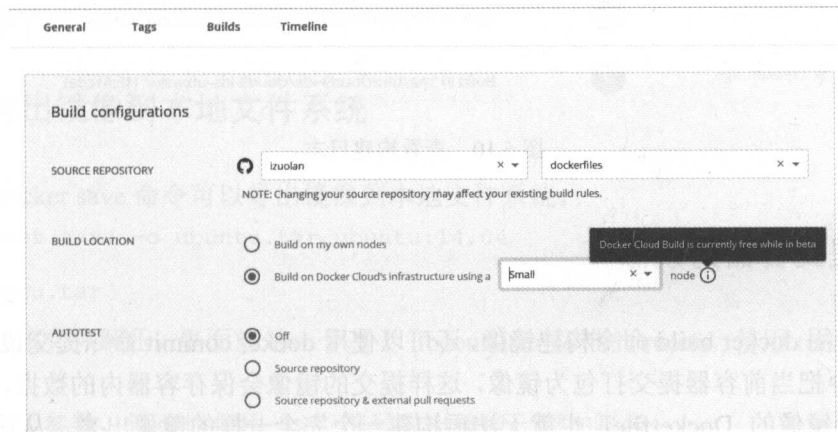 General Tags Builds Timeline
Build configurations
SOURCE REPOSITORY izuolan × dockerfiles ×
NOTE: Changing your source repository may affect your existing build rules.
BUILD LOCATION Build on my own nodes
Docker Cloud Build is currently free while in beta
Build on Docker Cloud's infrastructure using a Small × node
AUTOTEST Off
Source repository
Source repository & external pull requests